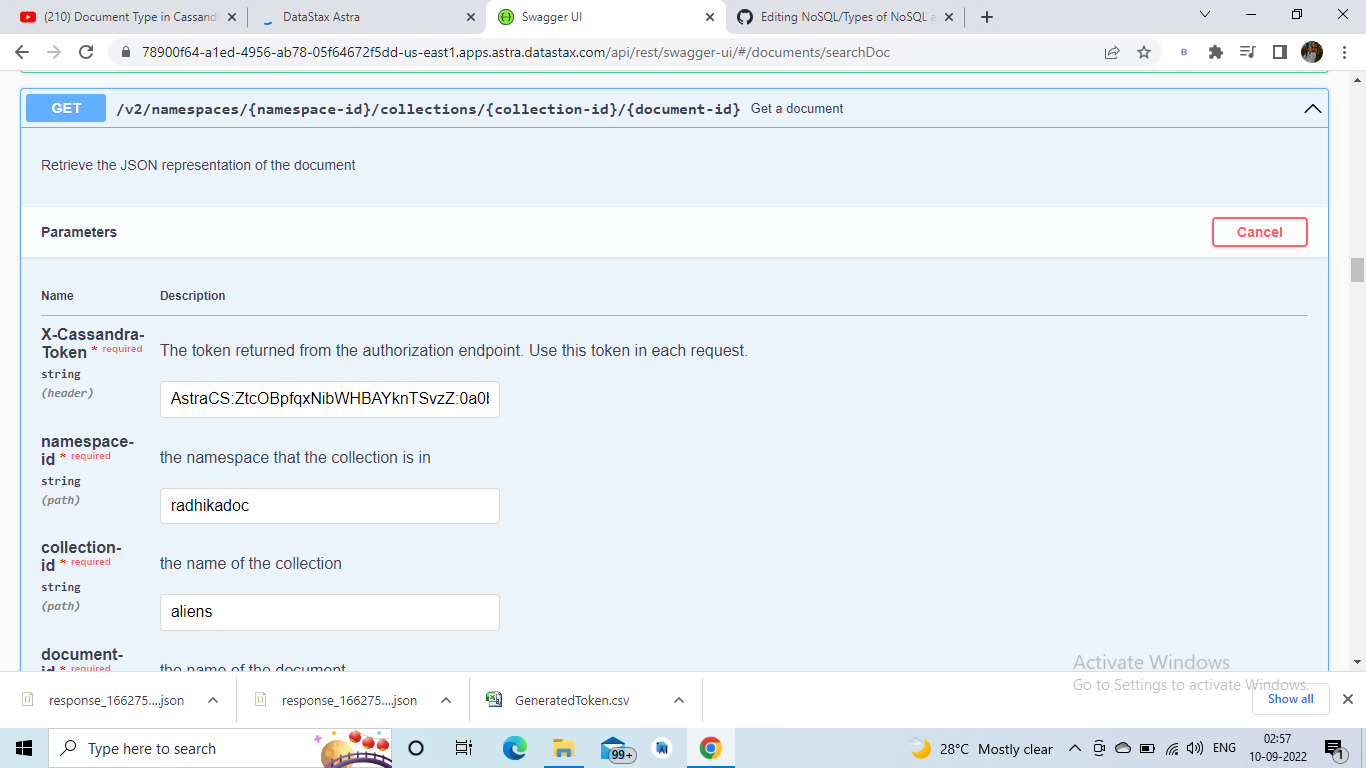 (210) Document Type in Cassand
DataStax Astra
Swagger UI
Editing NoSQL/Types of NoSQL a
78900f64-a1ed-4956-ab78-05f64672f5dd-us-east1.apps.astra.datastax.com/api/rest/swagger-ui/#/documents/searchDoc
B
GET /v2/namespaces/{namespace-id}/collections/{collection-id}/{document-id} Get a document
Retrieve the JSON representation of the document
Parameters
Cancel
Name
Description
X-Cassandra-
Token * required
string
(header)
The token returned from the authorization endpoint. Use this token in each request.
AstraCS:ZtcOBpfqxNibWHBAYknTSvzZ:0a0
namespace-
id * required
string
(path)
the namespace that the collection is in
radhikadoc
collection-
id * required
string
(path)
the name of the collection
aliens
document-
id * required
the name of the document
Activate Windows
Go to Settings to activate Windows.
response_166275....json
response_166275....json
GeneratedToken.csv
Show all
Type here to search
99+
28°C Mostly clear
ENG
02:57
10-09-2022
1